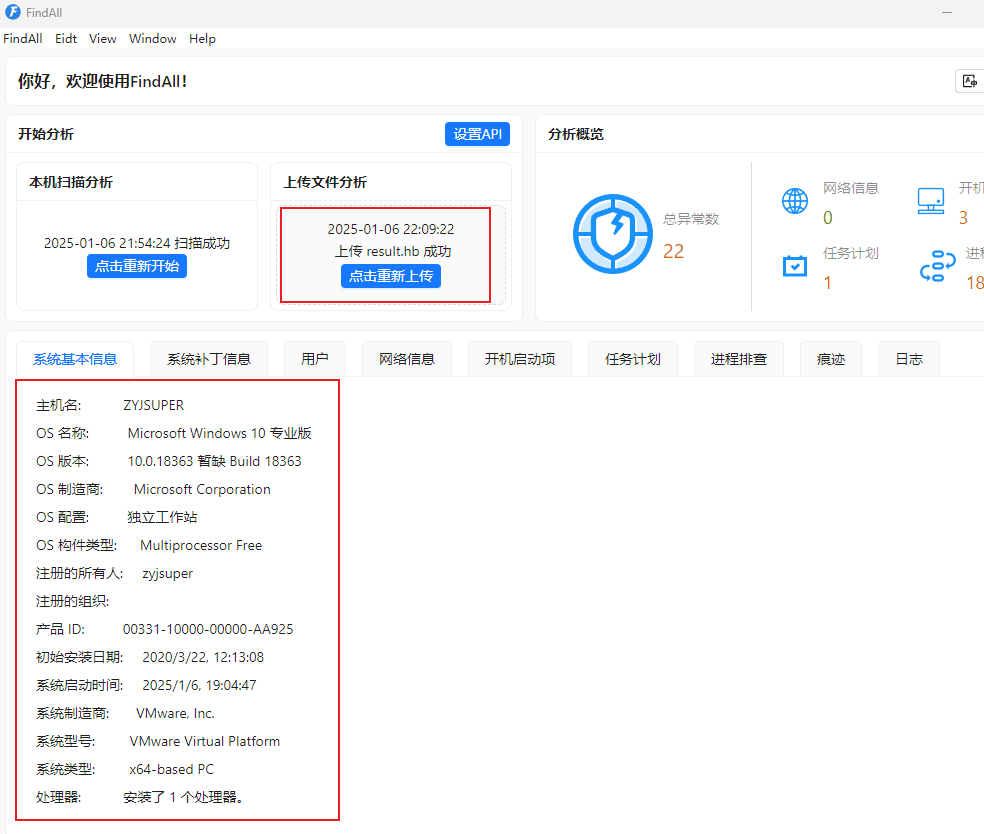 FindAll
FindAll Eidt View Window Help
你好，欢迎使用FindAll!
开始分析
设置API
本机扫描分析
2025-01-06 21:54:24 扫描成功
点击重新开始
上传文件分析
2025-01-06 22:09:22
上传 result.hb 成功
点击重新上传
分析概览
总异常数
22
网络信息
0
开机
3
任务计划
1
进程
18
系统基本信息 系统补丁信息 用户 网络信息 开机启动项 任务计划 进程排查 痕迹 日志
主机名: ZYJSUPER
OS 名称: Microsoft Windows 10 专业版
OS 版本: 10.0.18363 暂缺 Build 18363
OS 制造商: Microsoft Corporation
OS 配置: 独立工作站
OS 构件类型: Multiprocessor Free
注册的所有人: zyjsuper
注册的组织:
产品 ID: 00331-10000-00000-AA925
初始安装日期: 2020/3/22, 12:13:08
系统启动时间: 2025/1/6, 19:04:47
系统制造商: VMware, Inc.
系统型号: VMware Virtual Platform
系统类型: x64-based PC
处理器: 安装了 1 个处理器。